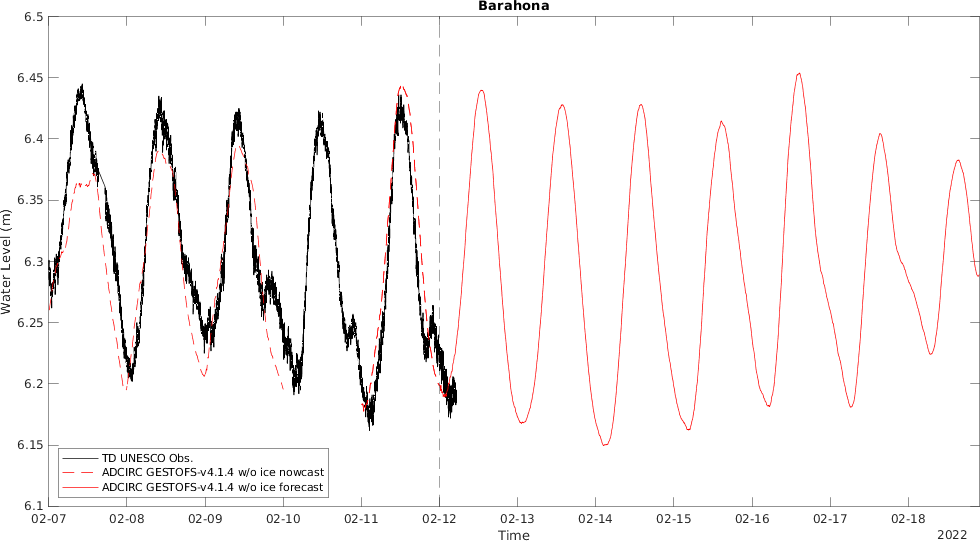 Barahona
6.5
6.45
6.4
6.35
6.3
6.25
6.2
6.15
6.1
Water Level (m)
TD UNESCO Obs.
ADCIRC GESTOFS-v4.1.4 w/o ice nowcast
ADCIRC GESTOFS-v4.1.4 w/o ice forecast
02-07 02-08 02-09 02-10 02-11 02-12 02-13 02-14 02-15 02-16 02-17 02-18
Time
2022